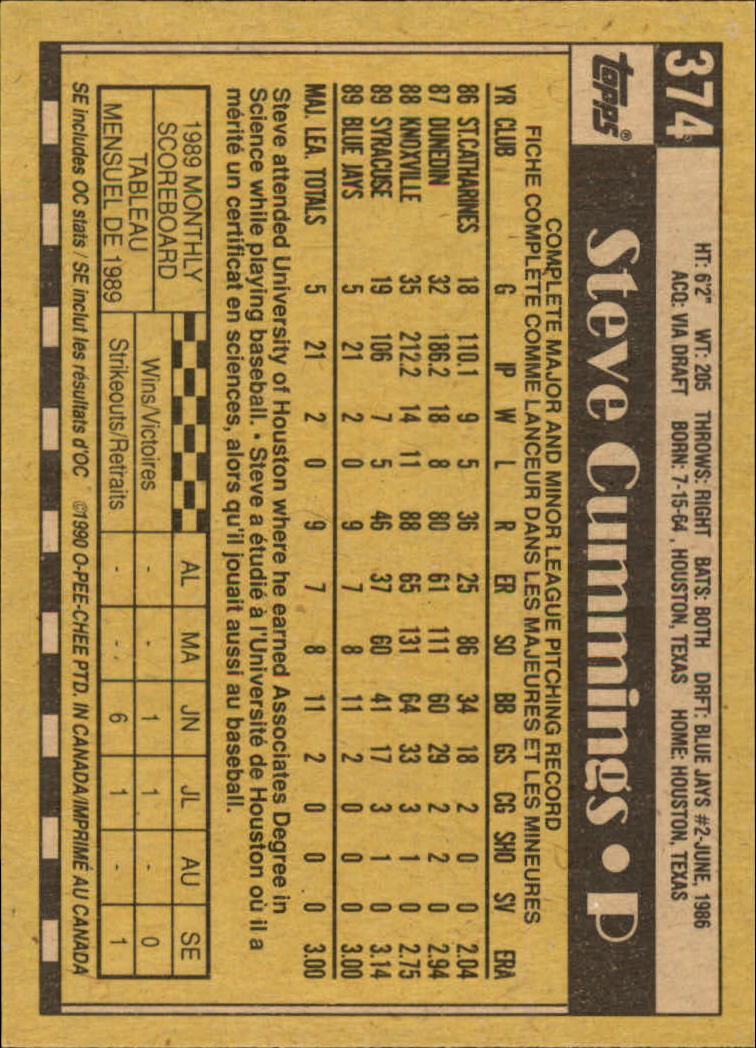 374
HT: 6'2" WT: 205 THROWS: RIGHT BATS: BOTH DRFT: BLUE JAYS #2-JUNE, 1986
ACQ: VIA DRAFT BORN: 7-15-64, HOUSTON, TEXAS HOME: HOUSTON, TEXAS
topps®
Steve Cummings • P
COMPLETE MAJOR AND MINOR LEAGUE PITCHING RECORD
FICHE COMPLÈTE COMME LANCEUR DANS LES MAJEURES ET LES MINEURES
YR CLUB G IP W L R ER SO BB GS CG SHO SV ERA
86 ST.CATHARINES 18 110.1 9 5 36 25 86 34 18 2 0 0 2.04
87 DUNEDIN 32 186.2 18 8 80 61 111 60 29 2 2 0 2.94
88 KNOXVILLE 35 212.2 14 11 88 65 131 64 33 3 1 0 2.75
89 SYRACUSE 19 106 7 5 46 37 60 41 17 3 1 0 3.14
89 BLUE JAYS 5 21 2 0 9 7 8 11 2 0 0 0 3.00
MAJ. LEA. TOTALS 5 21 2 0 9 7 8 11 2 0 0 0 3.00
Steve attended University of Houston where he earned Associates Degree in
Science while playing baseball. • Steve a étudié à l'Université de Houston où il a
mérité un certificat en sciences, alors qu'il jouait aussi au baseball.
1989 MONTHLY
SCOREBOARD
TABLEAU
MENSUEL DE 1989
AL MA JN JL AU SE
Wins/Victoires - - 1 1 - 0
Strikeouts/Retraits - - 6 1 - 1
SE includes OC stats / SE inclut les résultats d'OC ©1990 O-PEE-CHEE PTD. IN CANADA/IMPRIMÉ AU CANADA